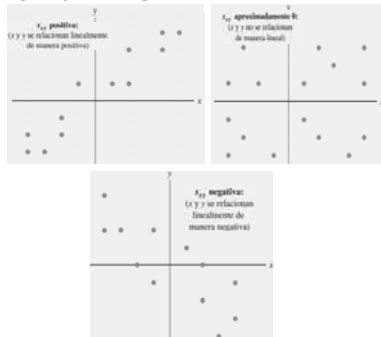 y
s_xy positiva:
(x y y se relacionan linealmente
de manera positiva)
x
y
s_xy aproximadamente 0:
(x y y no se relacionan
de manera lineal)
x
y
s_xy negativa:
(x y y se relacionan
linealmente de
manera negativa)
x